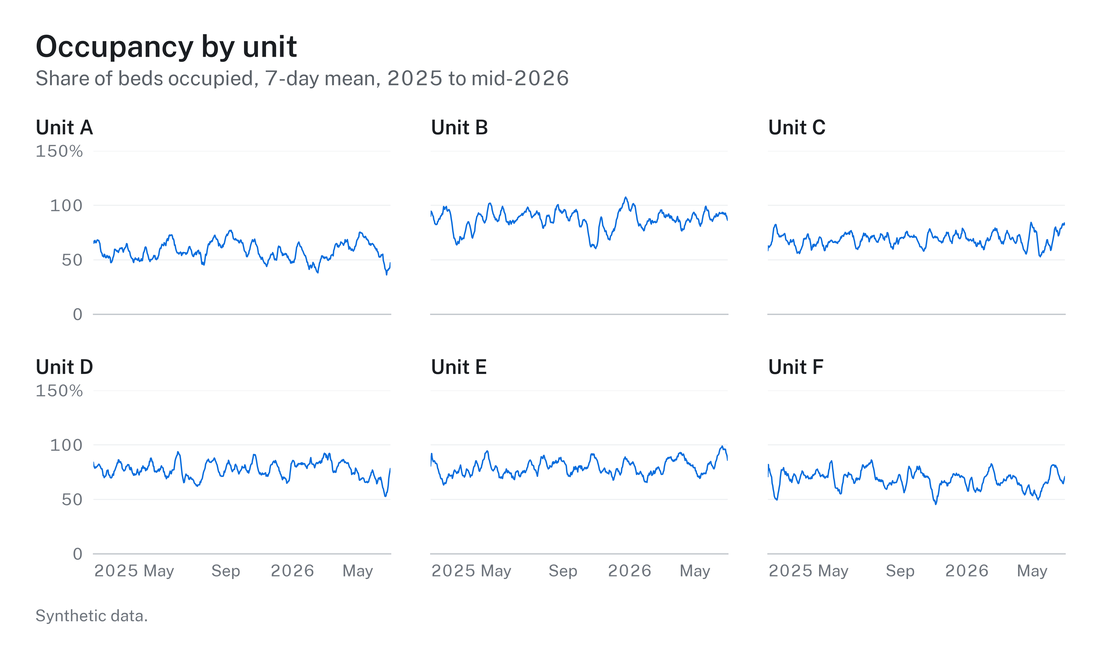 Occupancy by unit
Share of beds occupied, 7-day mean, 2025 to mid-2026
Unit A
150%
100
50
0
Unit B
Unit C
Unit D
150%
100
50
0
2025 May Sep 2026 May
Unit E
2025 May Sep 2026 May
Unit F
2025 May Sep 2026 May
Synthetic data.